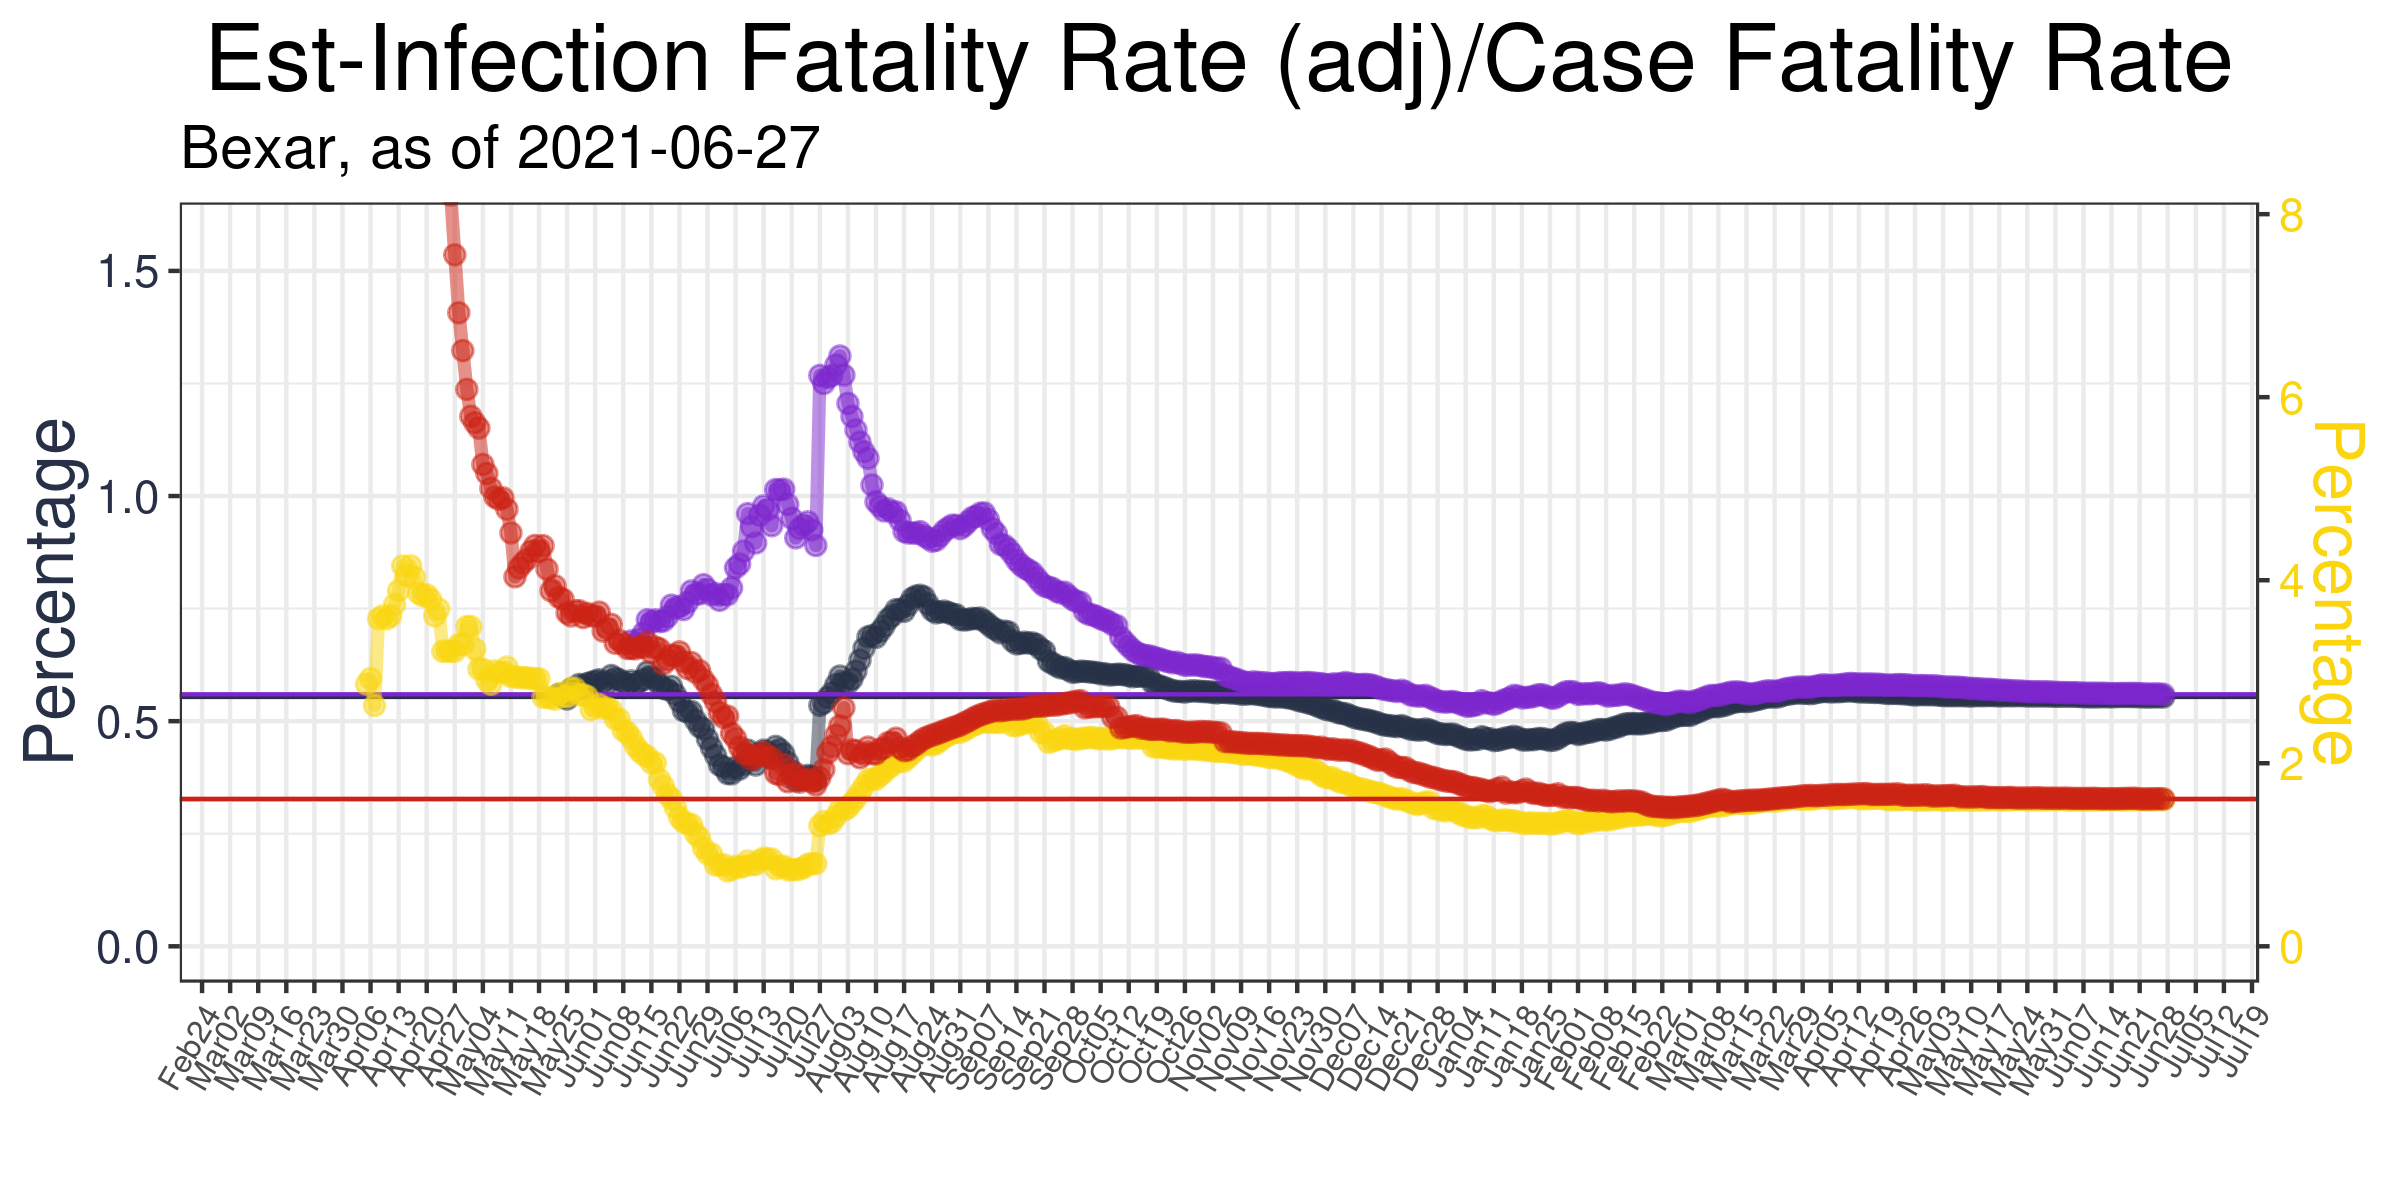 Est-Infection Fatality Rate (adj)/Case Fatality Rate
Bexar, as of 2021-06-27
Percentage
1.5
1.0
0.5
0.0
8
6
4
2
0
Percentage
Feb24 Mar02 Mar09 Mar16 Mar23 Mar30 Apr06 Apr13 Apr20 Apr27 May04 May11 May18 May25 Jun01 Jun08 Jun15 Jun22 Jun29 Jul06 Jul13 Jul20 Jul27 Aug03 Aug10 Aug17 Aug24 Aug31 Sep07 Sep14 Sep21 Sep28 Oct05 Oct12 Oct19 Oct26 Nov02 Nov09 Nov16 Nov23 Nov30 Dec07 Dec14 Dec21 Dec28 Jan04 Jan11 Jan18 Jan25 Feb01 Feb08 Feb15 Feb22 Mar01 Mar08 Mar15 Mar22 Mar29 Apr05 Apr12 Apr19 Apr26 May03 May10 May17 May24 May31 Jun07 Jun14 Jun21 Jun28 Jul05 Jul12 Jul19